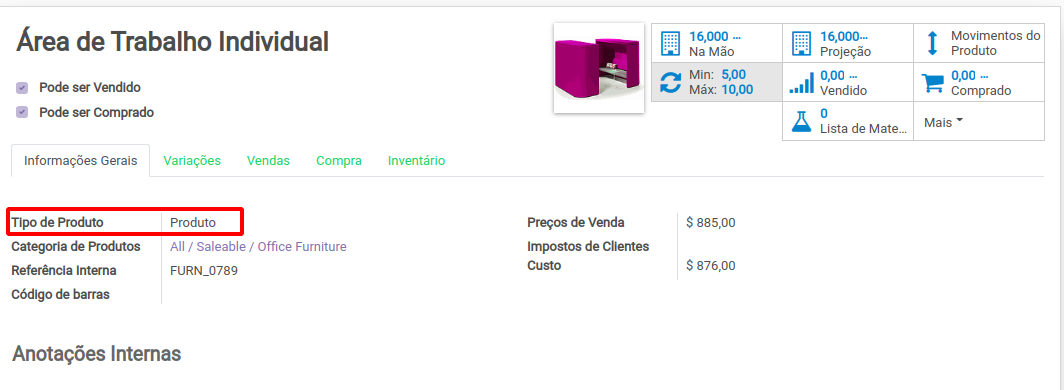 Área de Trabalho Individual
Pode ser Vendido
Pode ser Comprado
16,000 ...
Na Mão
16,000...
Projeção
Movimentos do
Produto
Min: 5,00
Máx: 10,00
0,00 ...
Vendido
0,00 ...
Comprado
0
Lista de Mate...
Mais
Informações Gerais Variações Vendas Compra Inventário
Tipo de Produto Produto
Preços de Venda $ 885,00
Categoria de Produtos All / Saleable / Office Furniture
Impostos de Clientes
Referência Interna FURN_0789
Custo $ 876,00
Código de barras
Anotações Internas